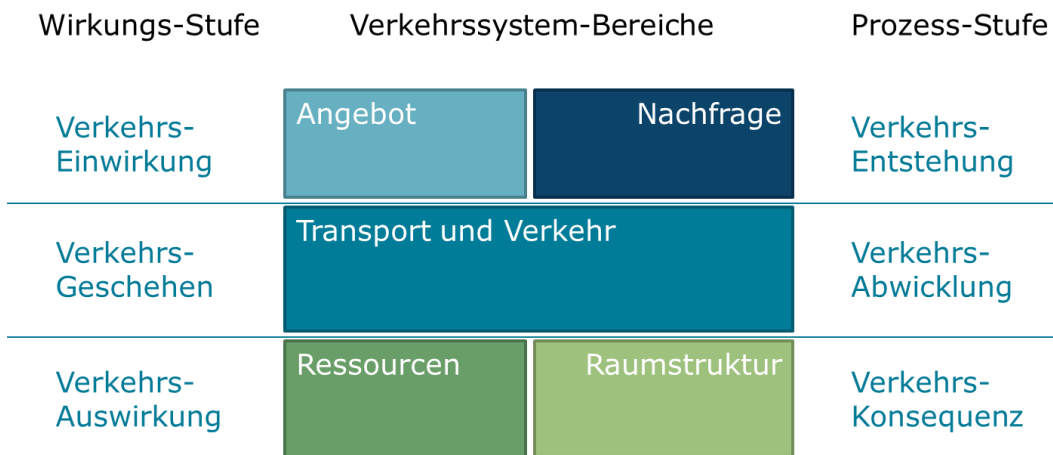 Wirkungs-Stufe Verkehrssystem-Bereiche Prozess-Stufe
Verkehrs-
Einwirkung
Angebot
Nachfrage
Verkehrs-
Entstehung
Verkehrs-
Geschehen
Transport und Verkehr
Verkehrs-
Abwicklung
Verkehrs-
Auswirkung
Ressourcen
Raumstruktur
Verkehrs-
Konsequenz